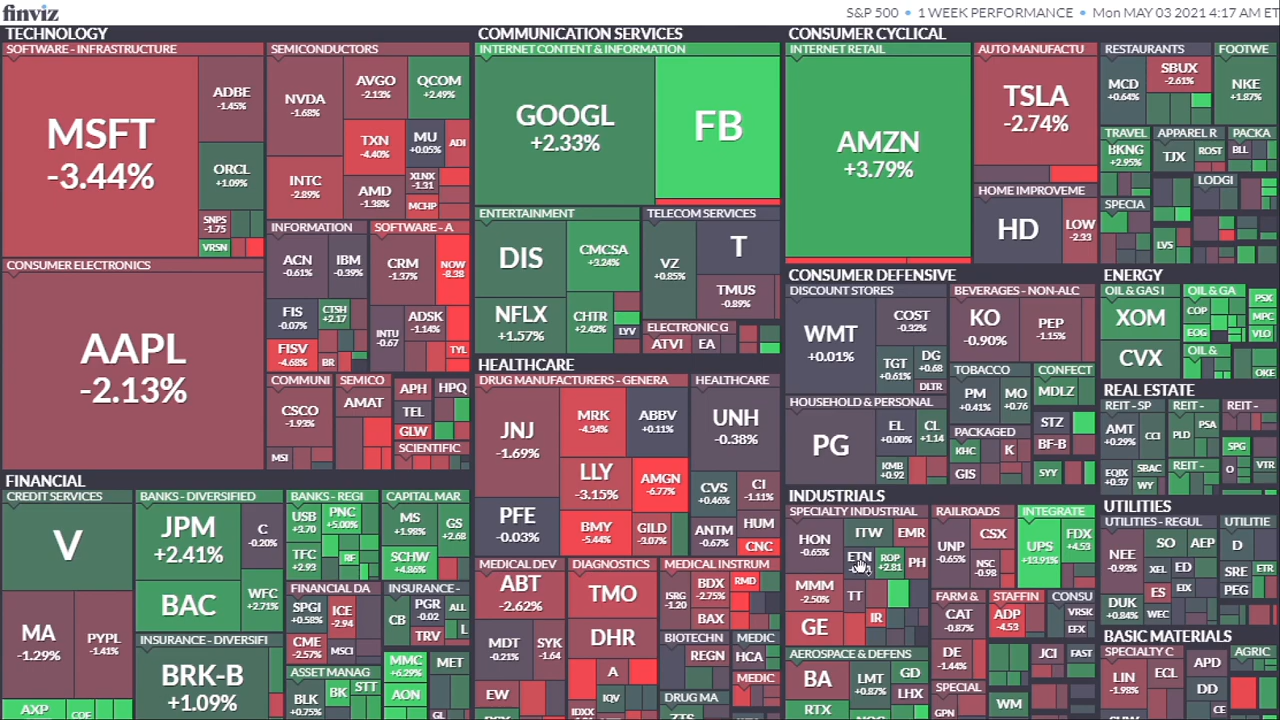 finviz
S&P 500 • 1 WEEK PERFORMANCE • Mon MAY 03 2021 4:17 AM ET
TECHNOLOGY
SOFTWARE - INFRASTRUCTURE
MSFT
-3.44%
ADBE
-1.45%
ORCL
+1.09%
SNPS
-1.75
VRSN
SEMICONDUCTORS
NVDA
-1.68%
AVGO
-2.13%
QCOM
+2.49%
TXN
-4.40%
MU
+0.05%
ADI
INTC
-2.89%
AMD
-1.38%
XLNX
-1.31
MCHP
CONSUMER ELECTRONICS
AAPL
-2.13%
INFORMATION
ACN
-0.61%
IBM
-0.39%
FIS
-0.07%
CTSH
+2.17
FISV
-4.68%
BR
SOFTWARE - A
CRM
-1.37%
NOW
-8.38
INTU
-0.67
ADSK
-1.14%
TYL
COMMUNI
CSCO
-1.93%
MSI
SEMICO
AMAT
APH
HPQ
TEL
GLW
SCIENTIFIC
FINANCIAL
CREDIT SERVICES
V
MA
-1.29%
PYPL
-1.41%
AXP
COF
BANKS - DIVERSIFIED
JPM
+2.41%
C
-0.20%
BAC
WFC
+2.71%
INSURANCE - DIVERSIFI
BRK-B
+1.09%
BANKS - REGI
USB
+2.70
PNC
+5.00%
TFC
+2.93
RF
CAPITAL MAR
MS
+1.98%
GS
+2.68
SCHW
+4.86%
FINANCIAL DA
SPGI
+0.58%
ICE
-2.94
CME
-2.57%
MSCI
INSURANCE -
CB
PGR
-0.02
ALL
TRV
L
ASSET MANAG
BLK
+0.75%
BK
STT
MMC
+6.29%
AON
MET
GL
COMMUNICATION SERVICES
INTERNET CONTENT & INFORMATION
GOOGL
+2.33%
FB
ENTERTAINMENT
DIS
CMCSA
+3.24%
NFLX
+1.57%
CHTR
+2.42%
LYV
TELECOM SERVICES
VZ
+0.85%
T
TMUS
-0.89%
ELECTRONIC G
ATVI
EA
HEALTHCARE
DRUG MANUFACTURERS - GENERA
JNJ
-1.69%
MRK
-4.34%
ABBV
+0.11%
PFE
-0.03%
LLY
-3.15%
AMGN
-6.77%
BMY
-5.44%
GILD
-3.07%
HEALTHCARE
UNH
-0.38%
CVS
+0.46%
CI
-1.11%
ANTM
-0.67%
HUM
CNC
MEDICAL DEV
ABT
-2.62%
MDT
-0.21%
SYK
-1.64
EW
DIAGNOSTICS
TMO
DHR
A
IQV
IDXX
MEDICAL INSTRUM
ISRG
-1.20
BDX
-2.75%
RMD
BAX
BIOTECHN
REGN
MEDIC
HCA
MEDIC
DRUG MA
ZTS
CONSUMER CYCLICAL
INTERNET RETAIL
AMZN
+3.79%
AUTO MANUFACTU
TSLA
-2.74%
HOME IMPROVEME
HD
LOW
-2.33
RESTAURANTS
MCD
+0.64%
SBUX
-2.61%
FOOTWE
NKE
+1.87%
TRAVEL
BKNG
+2.95%
APPAREL R
TJX
ROST
PACKA
BLL
LODGI
SPECIA
LVS
CONSUMER DEFENSIVE
DISCOUNT STORES
WMT
+0.01%
COST
-0.32%
TGT
+0.61%
DG
+0.68
DLTR
BEVERAGES - NON-ALC
KO
-0.90%
PEP
-1.15%
TOBACCO
PM
+0.41%
MO
+0.76
CONFECT
MDLZ
HOUSEHOLD & PERSONAL
PG
EL
+0.00%
CL
+1.14
KMB
+0.92
PACKAGED
KHC
K
GIS
STZ
BF-B
SYY
ENERGY
OIL & GAS I
XOM
CVX
OIL & GA
COP
EOG
OIL &
PSX
MPC
VLO
OKE
REAL ESTATE
REIT - SP
AMT
+0.29%
CCI
EQIX
+0.37
SBAC
WY
REIT -
PLD
PSA
REIT -
REIT -
SPG
O
VTR
INDUSTRIALS
SPECIALTY INDUSTRIAL
HON
-0.65%
ITW
EMR
ETN
ROP
+2.81
PH
MMM
-2.50%
TT
GE
IR
RAILROADS
UNP
-0.65%
CSX
NSC
-0.98
INTEGRATE
UPS
+13.91%
FDX
+4.53
FARM &
CAT
-0.87%
DE
-1.44%
STAFFIN
ADP
-4.53
CONSU
VRSK
EFX
JCI
FAST
AEROSPACE & DEFENS
BA
LMT
+0.87%
GD
LHX
RTX
NOC
SPECIAL
GPN
WM
UTILITIES
UTILITIES - REGUL
NEE
-0.93%
SO
AEP
XEL
ED
DUK
+0.84%
ES
EIX
WEC
UTILITIE
D
SRE
ETR
PEG
BASIC MATERIALS
SPECIALTY C
LIN
-1.98%
ECL
APD
DD
CE
AGRIC